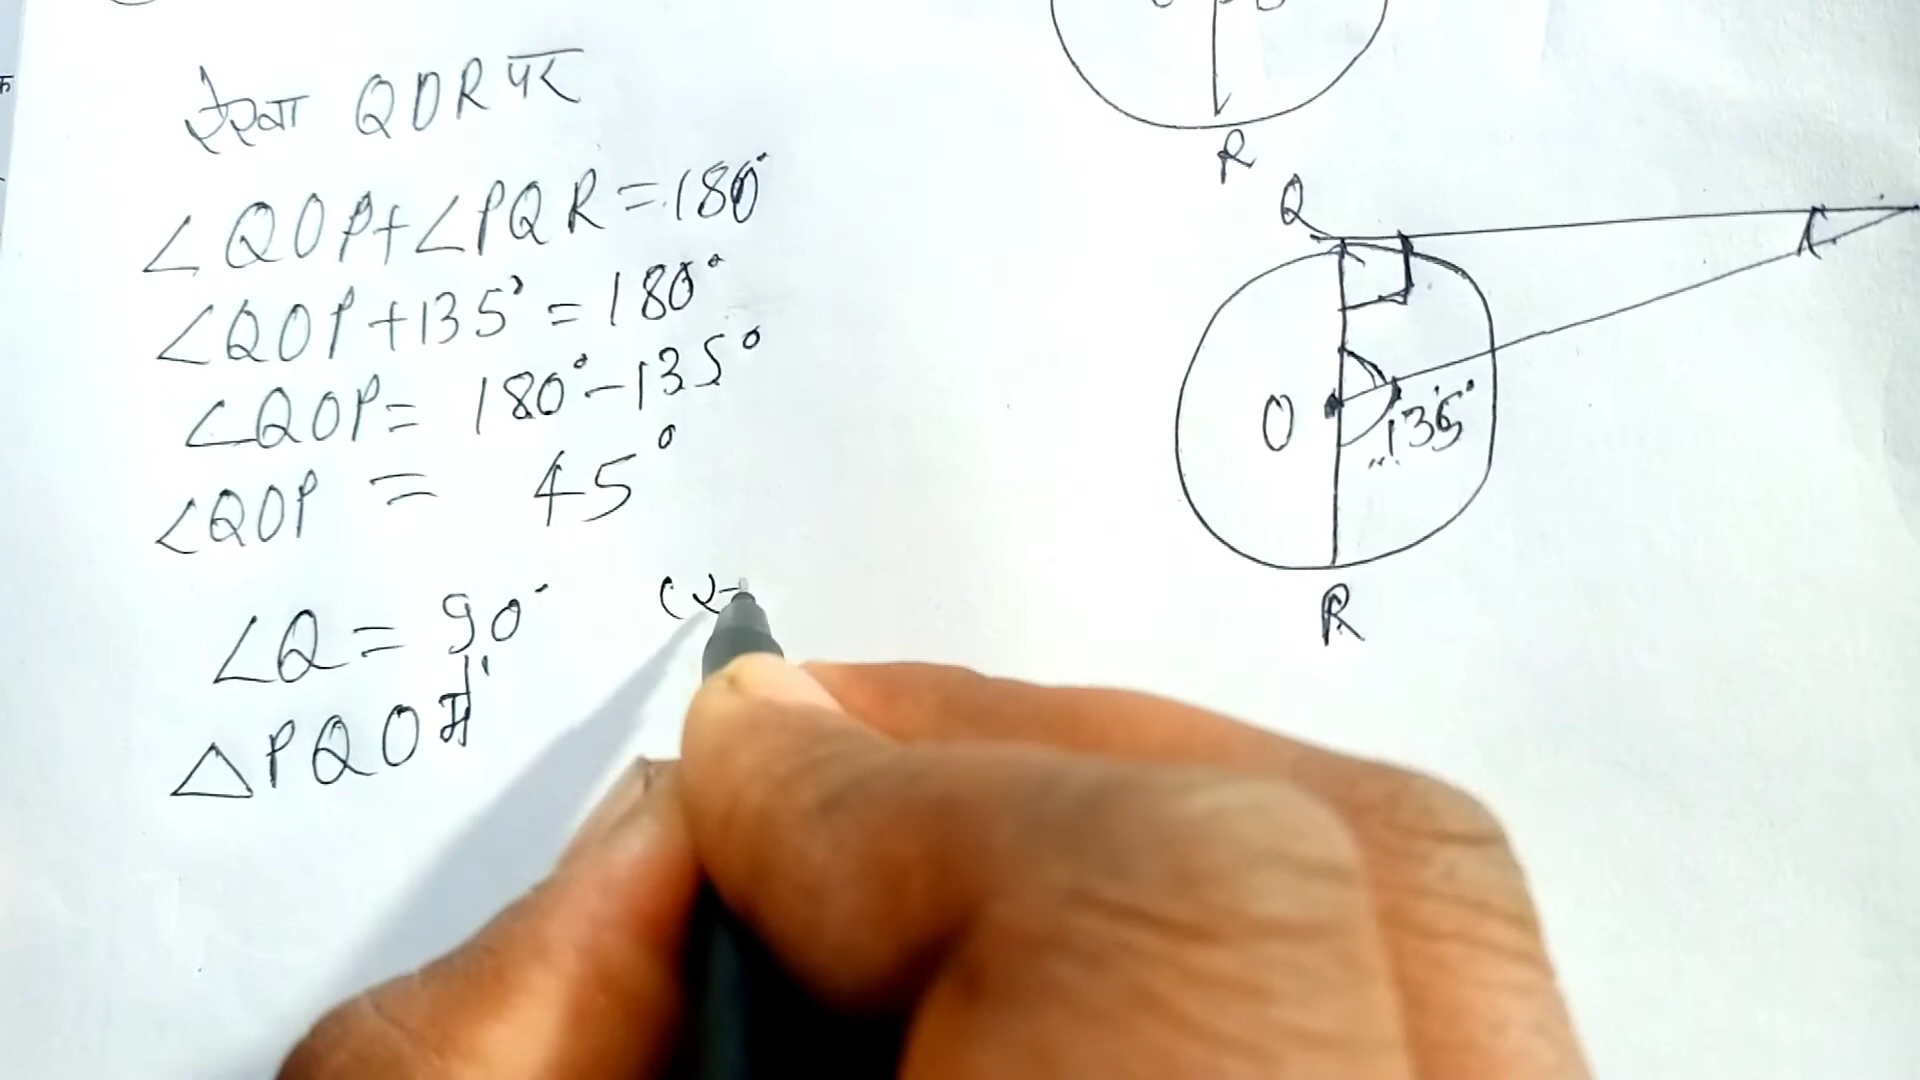 रेखा QOR पर
∠QOP+∠PQR=180°
∠QOP+135°=180°
∠QOP=180°-135°
∠QOP = 45°
∠Q=90°
△PQO में
R
Q
O
135°
R